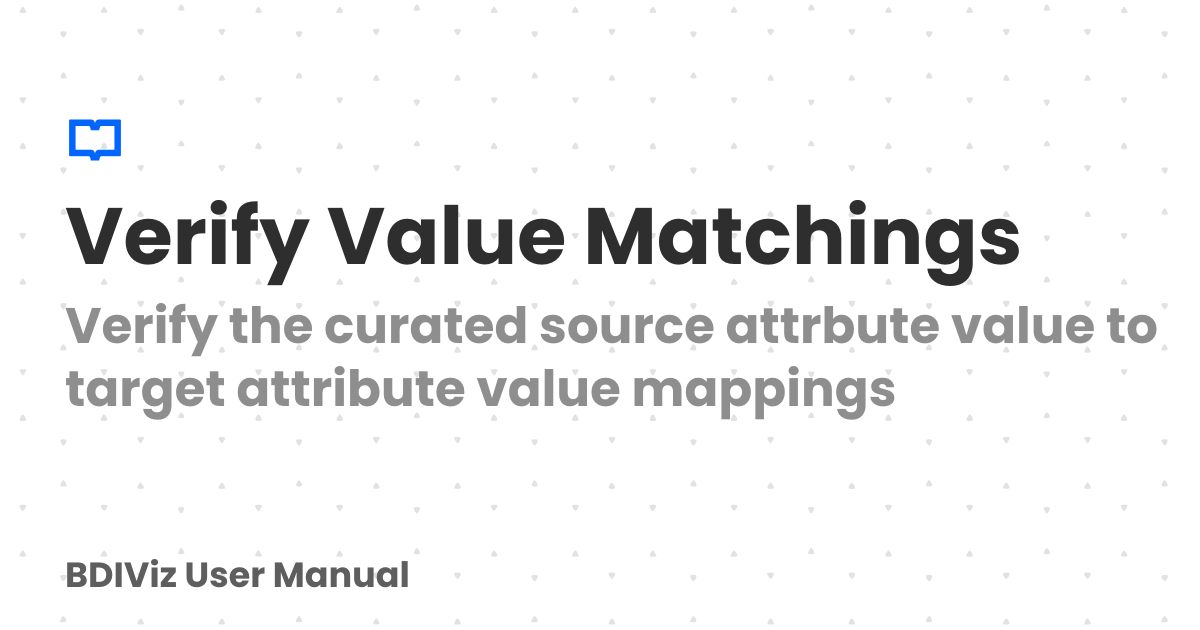 Verify Value Matchings
Verify the curated source attrbute value to
target attribute value mappings
BDIViz User Manual